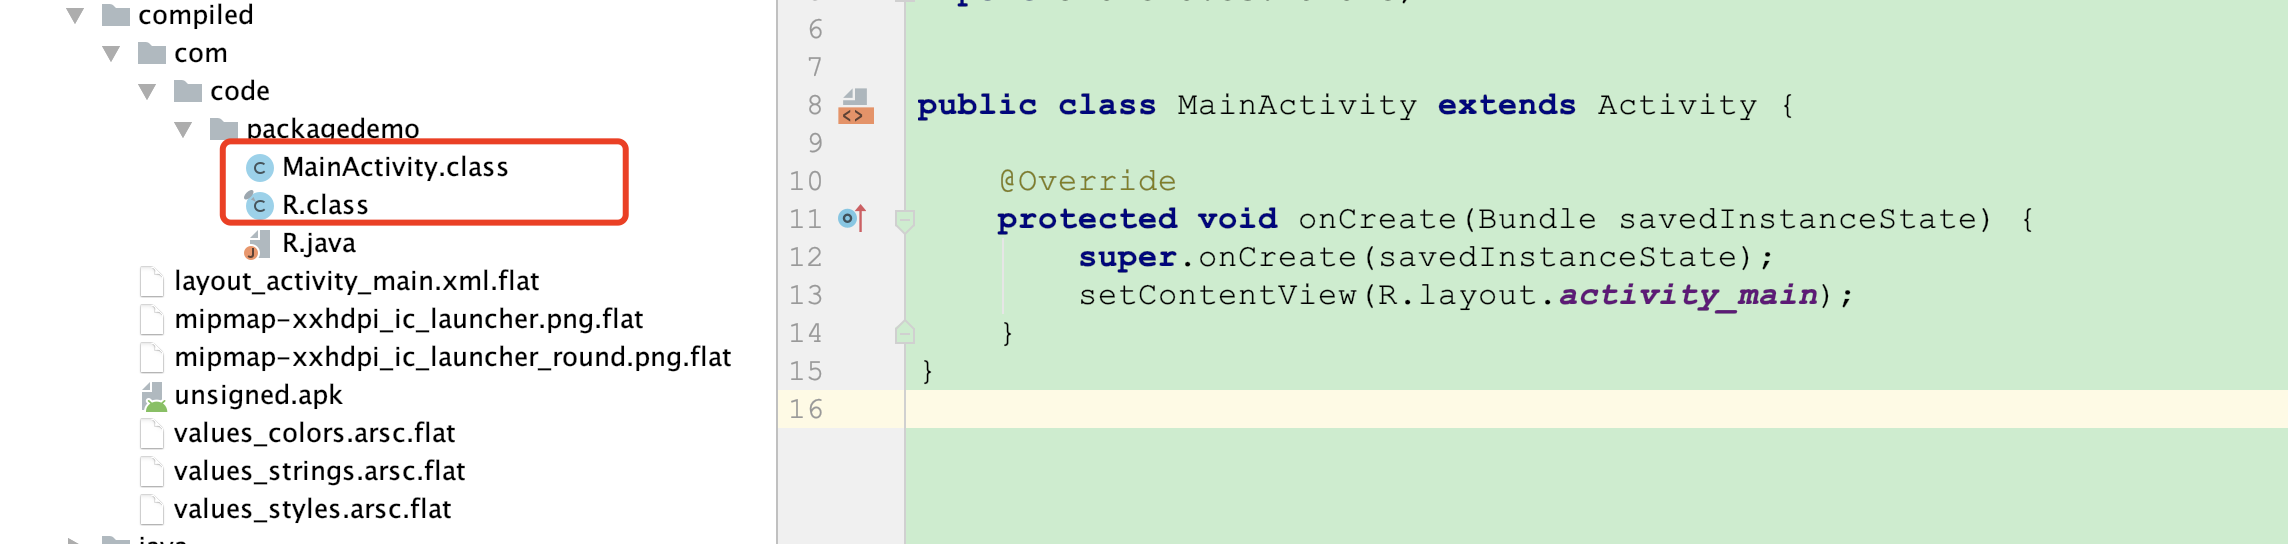 compiled
com
code
packagedemo
MainActivity.class
R.class
R.java
layout_activity_main.xml.flat
mipmap-xxhdpi_ic_launcher.png.flat
mipmap-xxhdpi_ic_launcher_round.png.flat
unsigned.apk
values_colors.arsc.flat
values_strings.arsc.flat
values_styles.arsc.flat
6
7
8 public class MainActivity extends Activity {
9
10 @Override
11 protected void onCreate(Bundle savedInstanceState) {
12 super.onCreate(savedInstanceState);
13 setContentView(R.layout.activity_main);
14 }
15 }
16